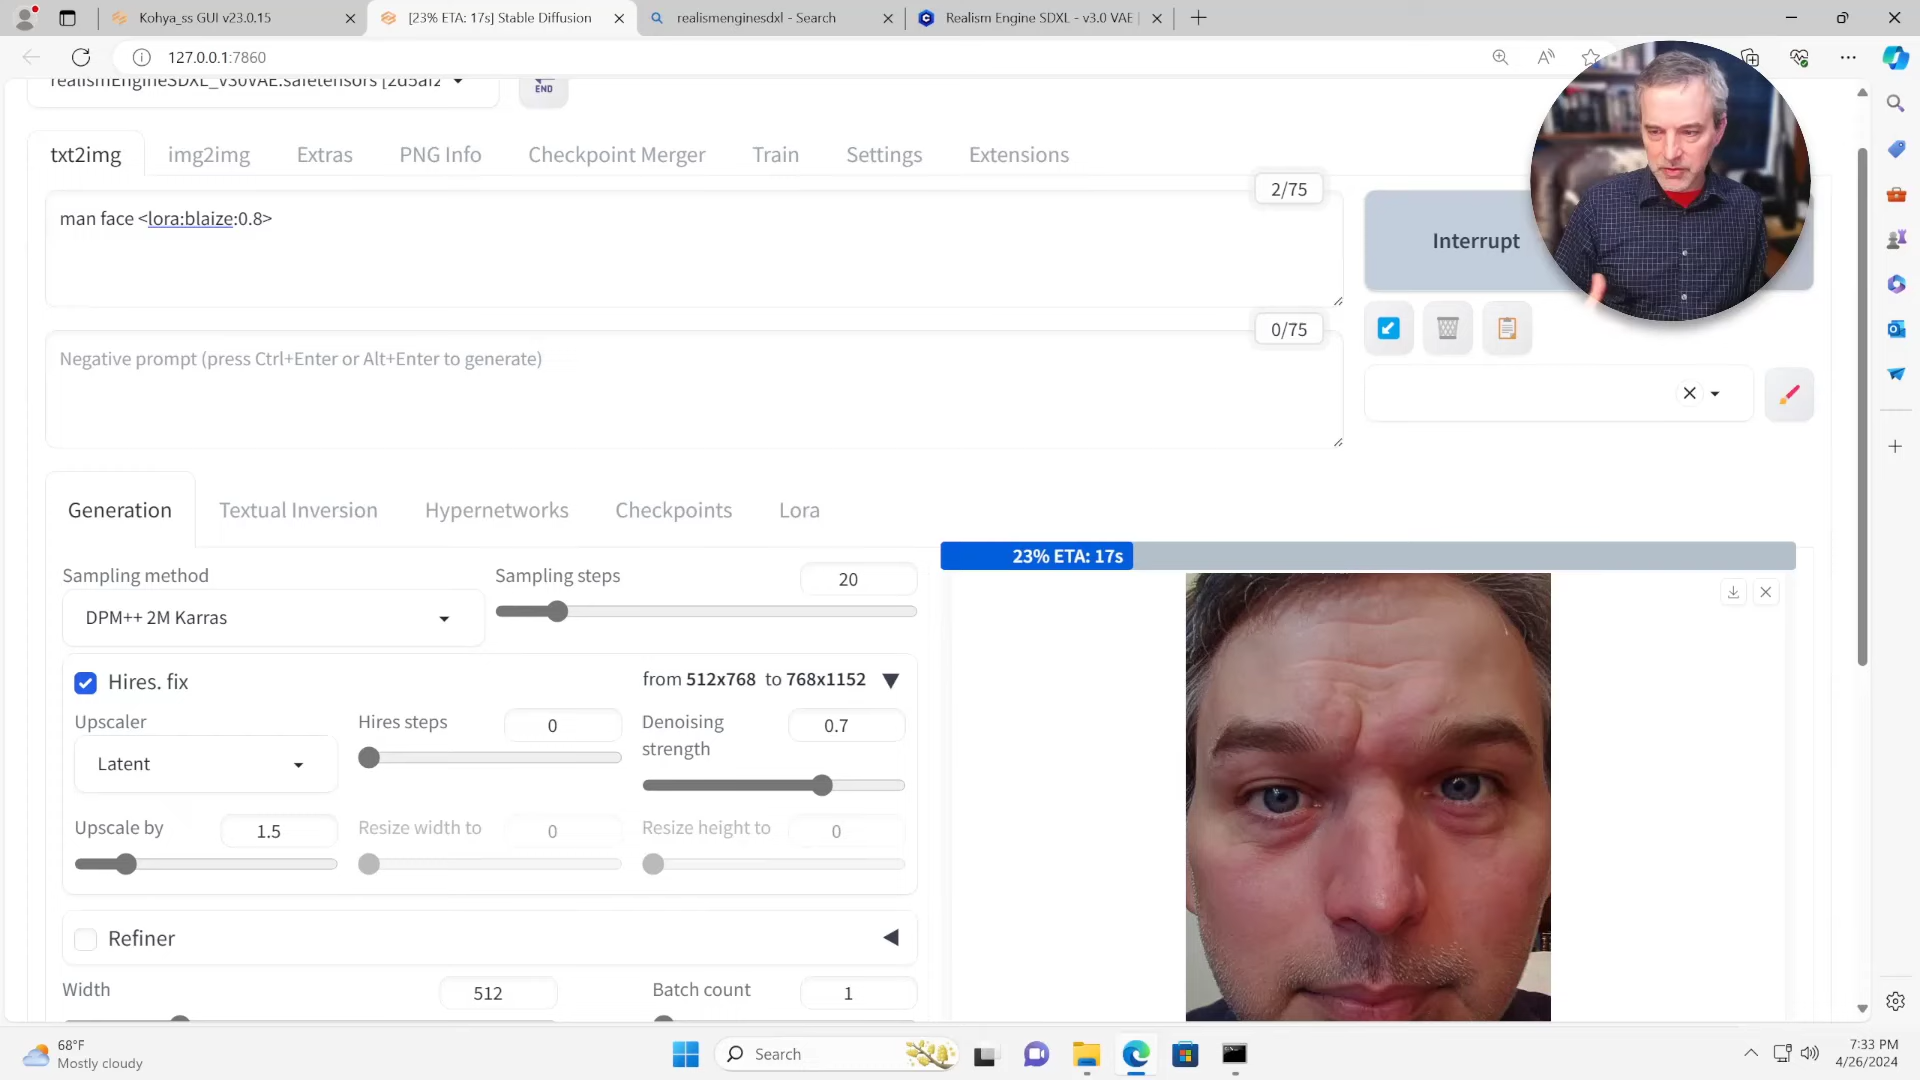 Kohya_ss GUI v23.0.15
[23% ETA: 17s] Stable Diffusion
realismenginesdxl - Search
Realism Engine SDXL - v3.0 VAE |
127.0.0.1:7860
realismEngineSDXL_v30VAE.safetensors [2d5af2
END
txt2img
img2img
Extras
PNG Info
Checkpoint Merger
Train
Settings
Extensions
2/75
man face <lora:blaize:0.8>
Interrupt
0/75
Negative prompt (press Ctrl+Enter or Alt+Enter to generate)
Generation
Textual Inversion
Hypernetworks
Checkpoints
Lora
23% ETA: 17s
Sampling method
Sampling steps
20
DPM++ 2M Karras
Hires. fix
from 512x768 to 768x1152
Upscaler
Hires steps
0
Denoising
strength
0.7
Latent
Upscale by
1.5
Resize width to
0
Resize height to
0
Refiner
Width
512
Batch count
1
68°F
Mostly cloudy
Search
7:33 PM
4/26/2024